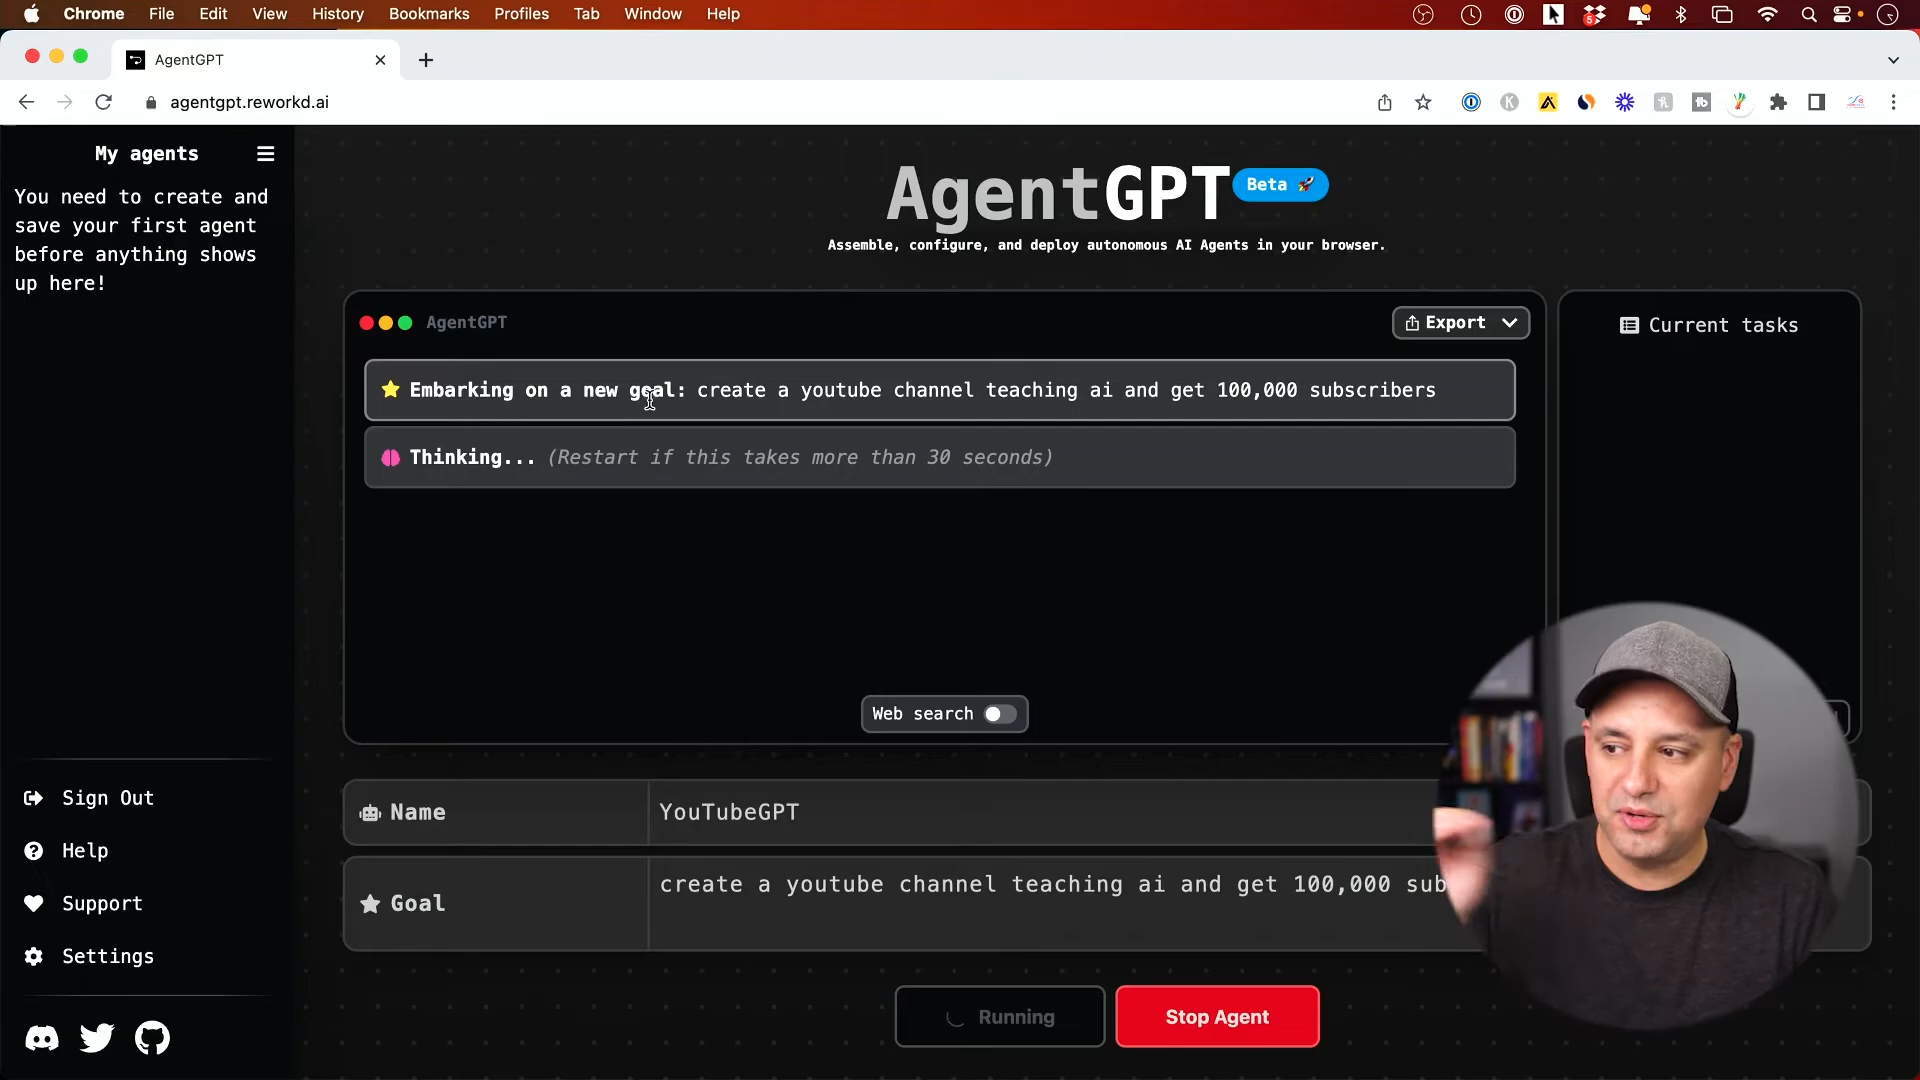 Chrome File Edit View History Bookmarks Profiles Tab Window Help
5
AgentGPT
agentgpt.reworkd.ai
My agents
You need to create and
save your first agent
before anything shows
up here!
Sign Out
Help
Support
Settings
AgentGPT Beta 🚀
Assemble, configure, and deploy autonomous AI Agents in your browser.
AgentGPT
Export
Embarking on a new goal: create a youtube channel teaching ai and get 100,000 subscribers
Thinking... (Restart if this takes more than 30 seconds)
Web search
Current tasks
Name YouTubeGPT
Goal create a youtube channel teaching ai and get 100,000 sub
Running
Stop Agent